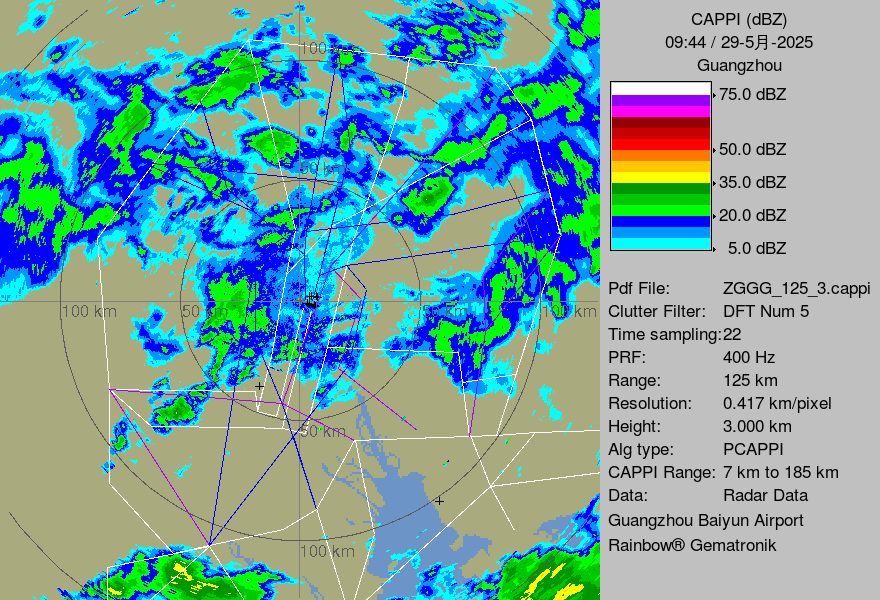 CAPPI (dBZ)
09:44 / 29-5月-2025
Guangzhou
75.0 dBZ
50.0 dBZ
35.0 dBZ
20.0 dBZ
5.0 dBZ
Pdf File: ZGGG_125_3.cappi
Clutter Filter: DFT Num 5
Time sampling:22
PRF: 400 Hz
Range: 125 km
Resolution: 0.417 km/pixel
Height: 3.000 km
Alg type: PCAPPI
CAPPI Range: 7 km to 185 km
Data: Radar Data
Guangzhou Baiyun Airport
Rainbow® Gematronik
100 km
50 km
100 km
50 km
50 km
100 km
50 km
100 km